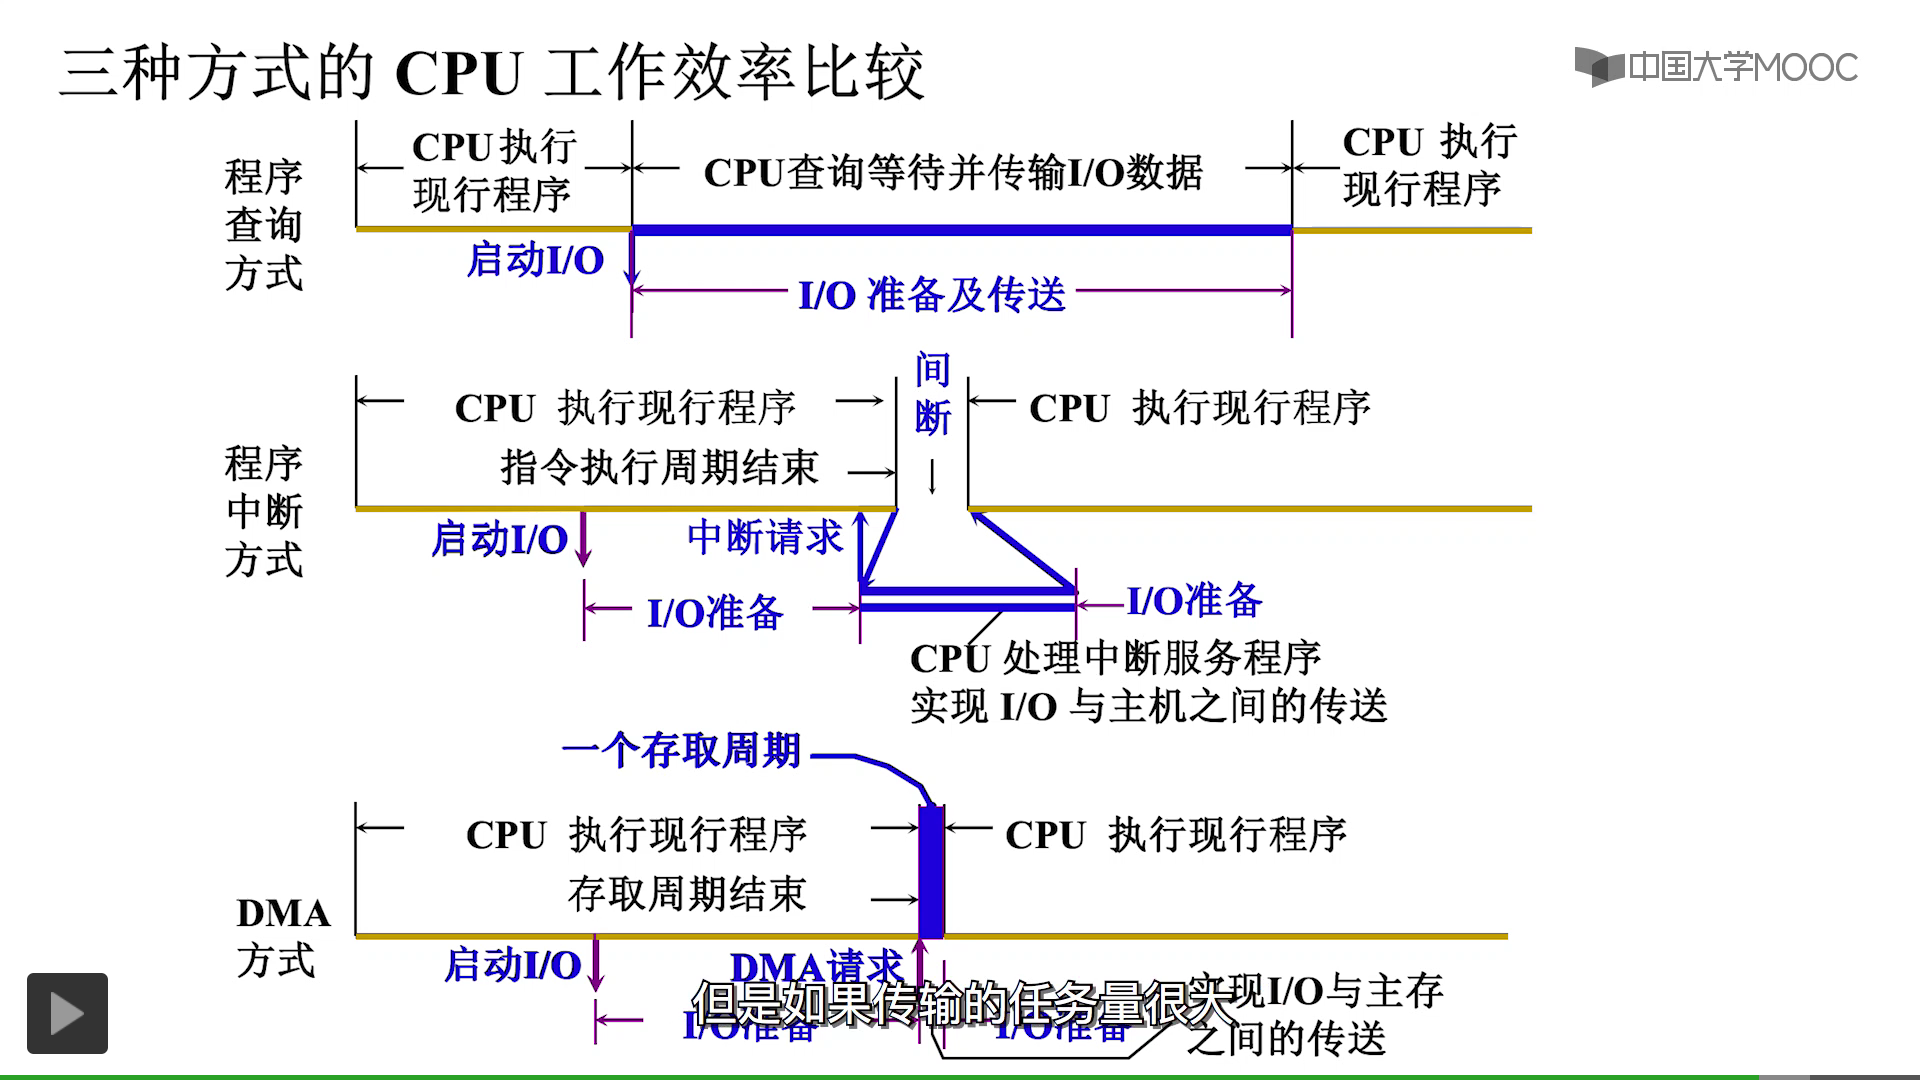 三种方式的 CPU 工作效率比较
中国大学MOOC
程序
查询
方式
CPU 执行
现行程序
CPU查询等待并传输I/O数据
CPU 执行
现行程序
启动I/O
I/O 准备及传送
程序
中断
方式
CPU 执行现行程序
间
断
CPU 执行现行程序
指令执行周期结束
启动I/O
中断请求
I/O准备
I/O准备
CPU 处理中断服务程序
实现 I/O 与主机之间的传送
一个存取周期
DMA
方式
CPU 执行现行程序
CPU 执行现行程序
存取周期结束
启动I/O
DMA请求
实现I/O与主存
之间的传送
I/O准备
I/O准备
但是如果传输的任务量很大